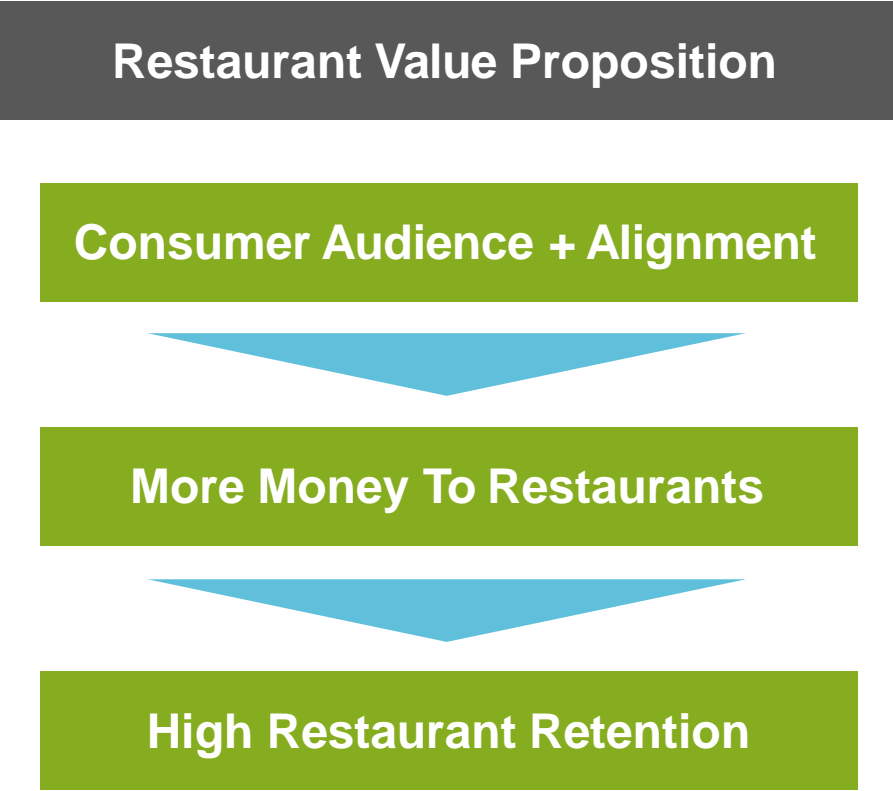 Restaurant Value Proposition
Consumer Audience + Alignment
More Money To Restaurants
High Restaurant Retention